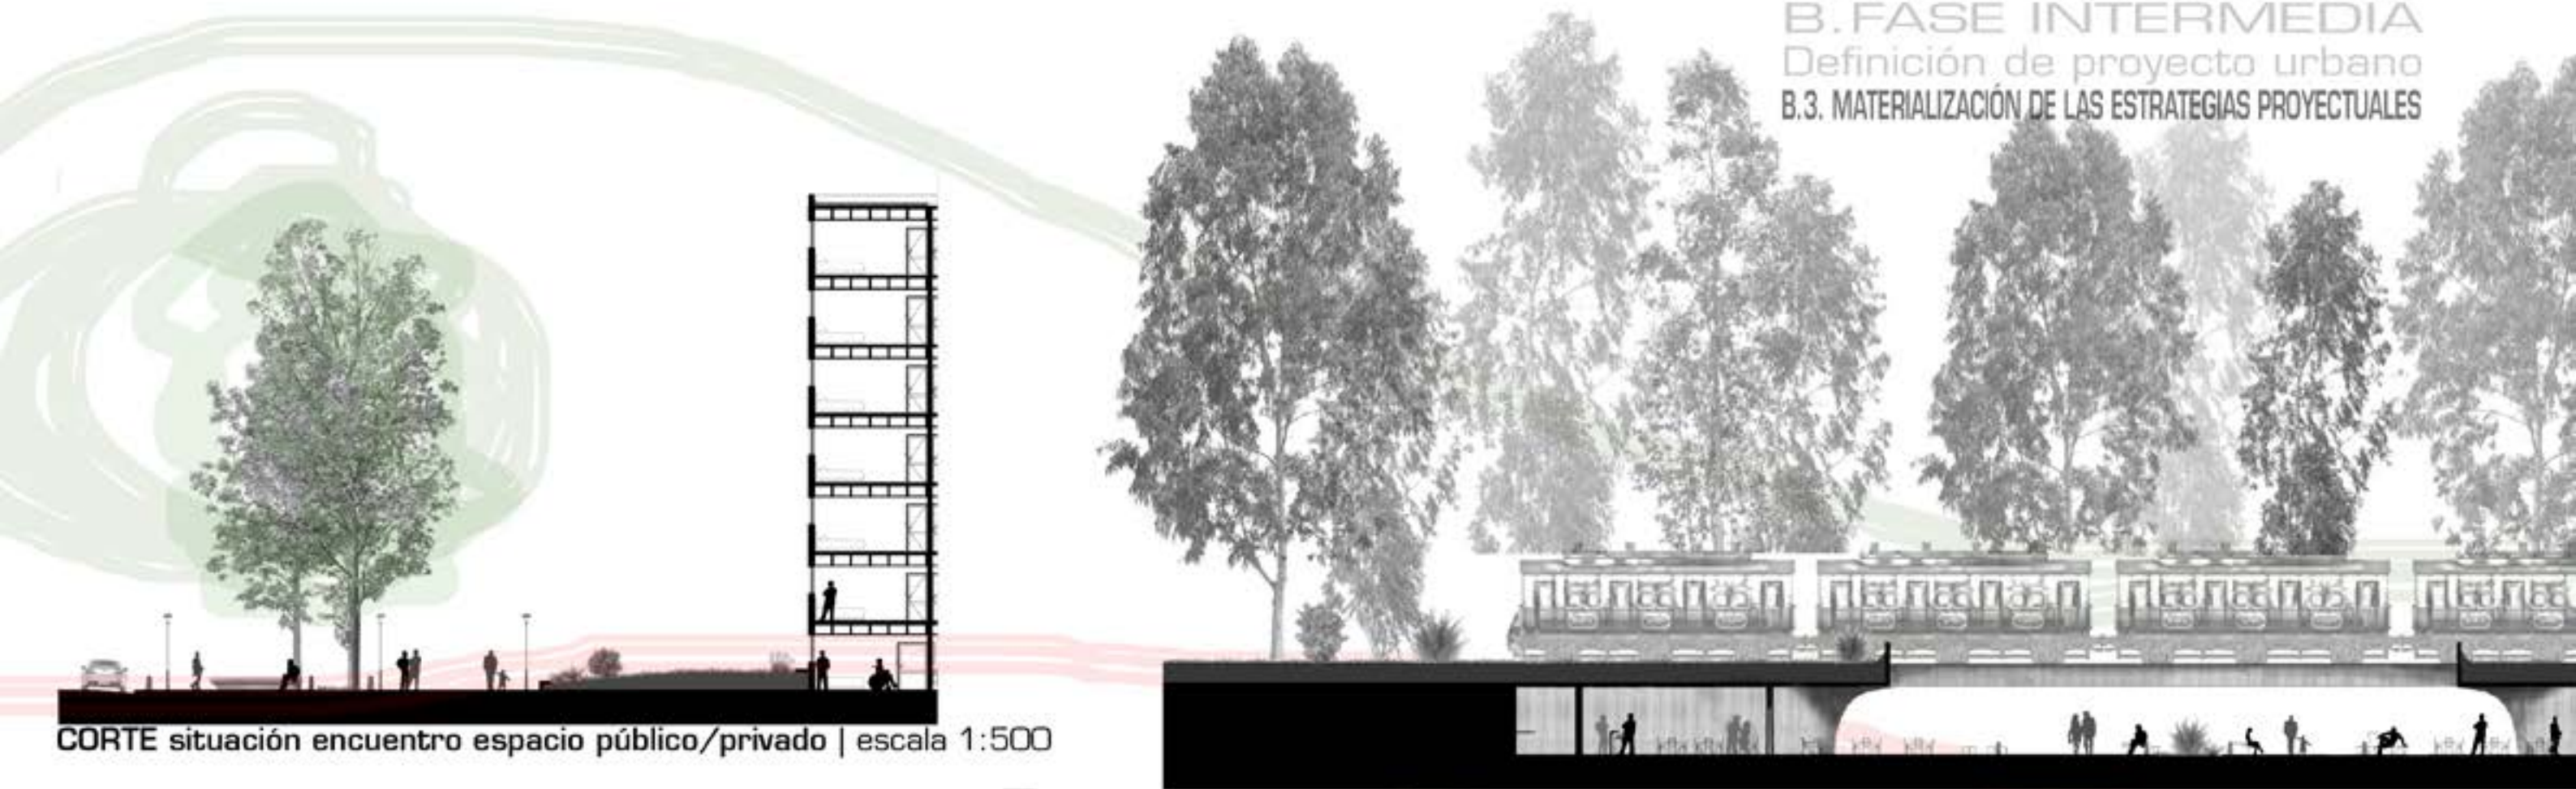 B.FASE INTERMEDIA
Definición de proyecto urbano
B.3. MATERIALIZACIÓN DE LAS ESTRATEGIAS PROYECTUALES
CORTE situación encuentro espacio público/privado | escala 1:500